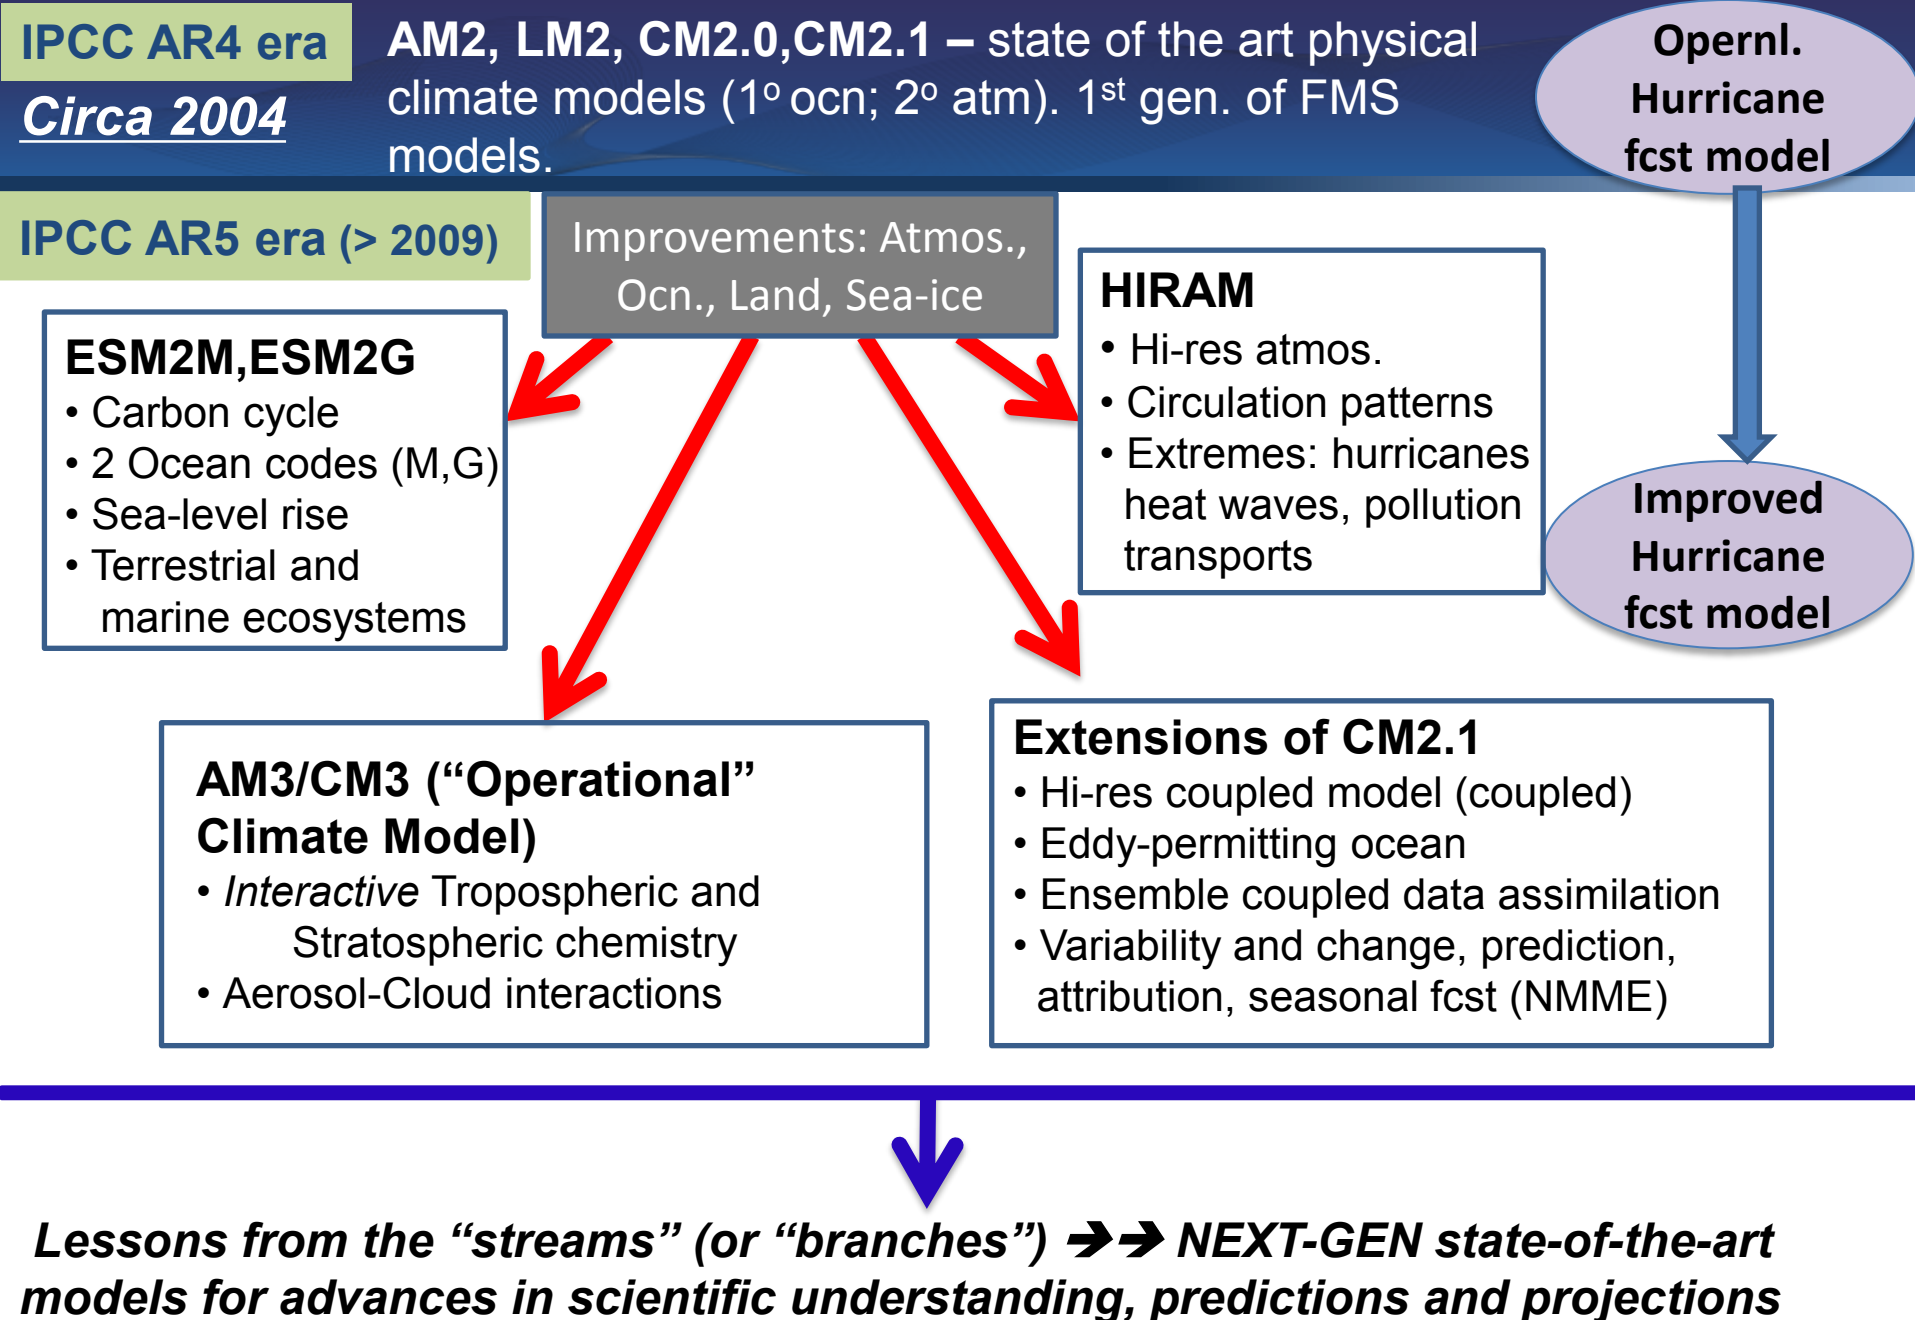 IPCC AR4 era
Circa 2004
AM2, LM2, CM2.0,CM2.1 – state of the art physical
climate models (1º ocn; 2º atm). 1st gen. of FMS
models.
Opernl.
Hurricane
fcst model
IPCC AR5 era (> 2009)
Improvements: Atmos.,
Ocn., Land, Sea-ice
ESM2M,ESM2G
• Carbon cycle
• 2 Ocean codes (M,G)
• Sea-level rise
• Terrestrial and
marine ecosystems
HIRAM
• Hi-res atmos.
• Circulation patterns
• Extremes: hurricanes
heat waves, pollution
transports
Improved
Hurricane
fcst model
AM3/CM3 (“Operational”
Climate Model)
• Interactive Tropospheric and
Stratospheric chemistry
• Aerosol-Cloud interactions
Extensions of CM2.1
• Hi-res coupled model (coupled)
• Eddy-permitting ocean
• Ensemble coupled data assimilation
• Variability and change, prediction,
attribution, seasonal fcst (NMME)
Lessons from the “streams” (or “branches”) ➔➔ NEXT-GEN state-of-the-art
models for advances in scientific understanding, predictions and projections